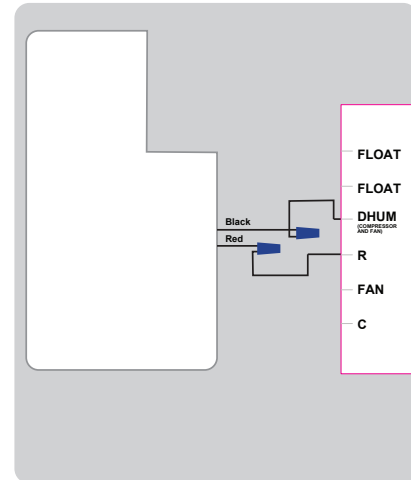 FLOAT
FLOAT
DHUM
(COMPRESSOR
AND FAN)
Black
Red
R
FAN
C